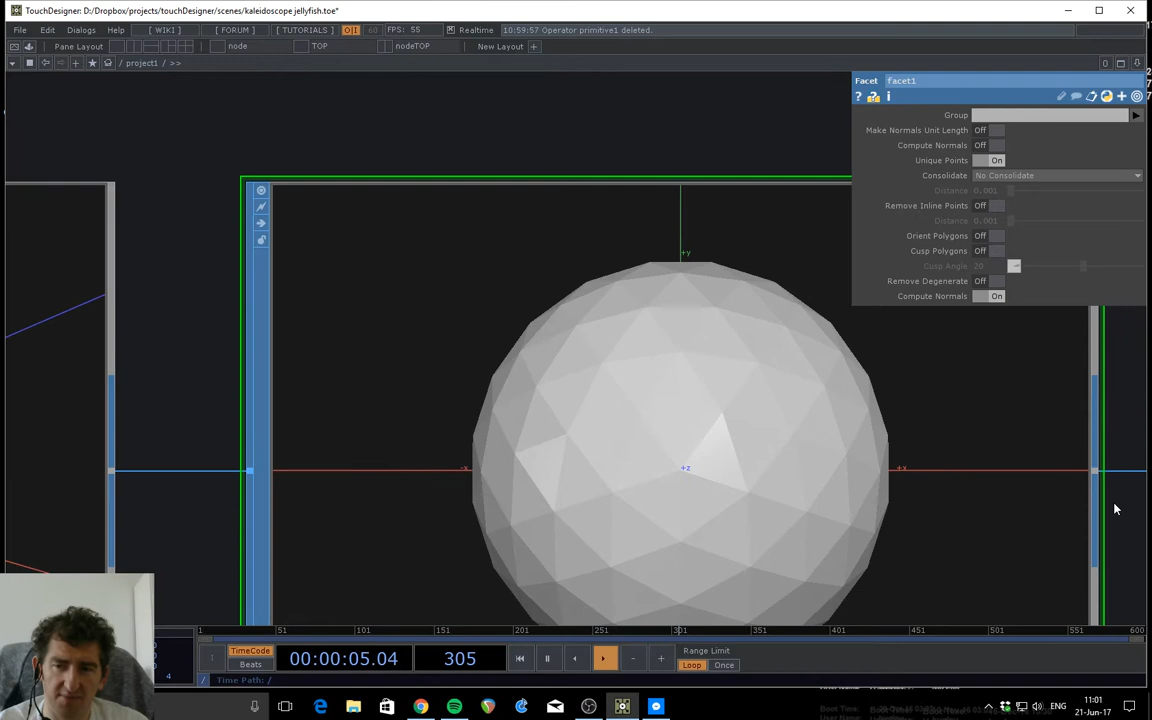 TouchDesigner: D:/Dropbox/projects/touchDesigner/scenes/kaleidoscope jellyfish.toe*
File Edit Dialogs Help [ WIKI ] [ FORUM ] [ TUTORIALS ] O|I 60 FPS: 55 Realtime 10:59:57 Operator primitive1 deleted.
Pane Layout node TOP nodeTOP New Layout +
/ project1 / >> 0
Facet facet1
Group
Make Normals Unit Length Off
Compute Normals Off
Unique Points On
Consolidate No Consolidate
Distance 0.001
Remove Inline Points Off
Distance 0.001
Orient Polygons Off
Cusp Polygons Off
Cusp Angle 20
Remove Degenerate Off
Compute Normals On
+y
-x +z +x
1 51 101 151 201 251 301 351 401 451 501 551 600
TimeCode
Beats
00:00:05.04 305
Range Limit
Loop Once
4 / Time Path: /
ENG 11:01
21-Jun-17